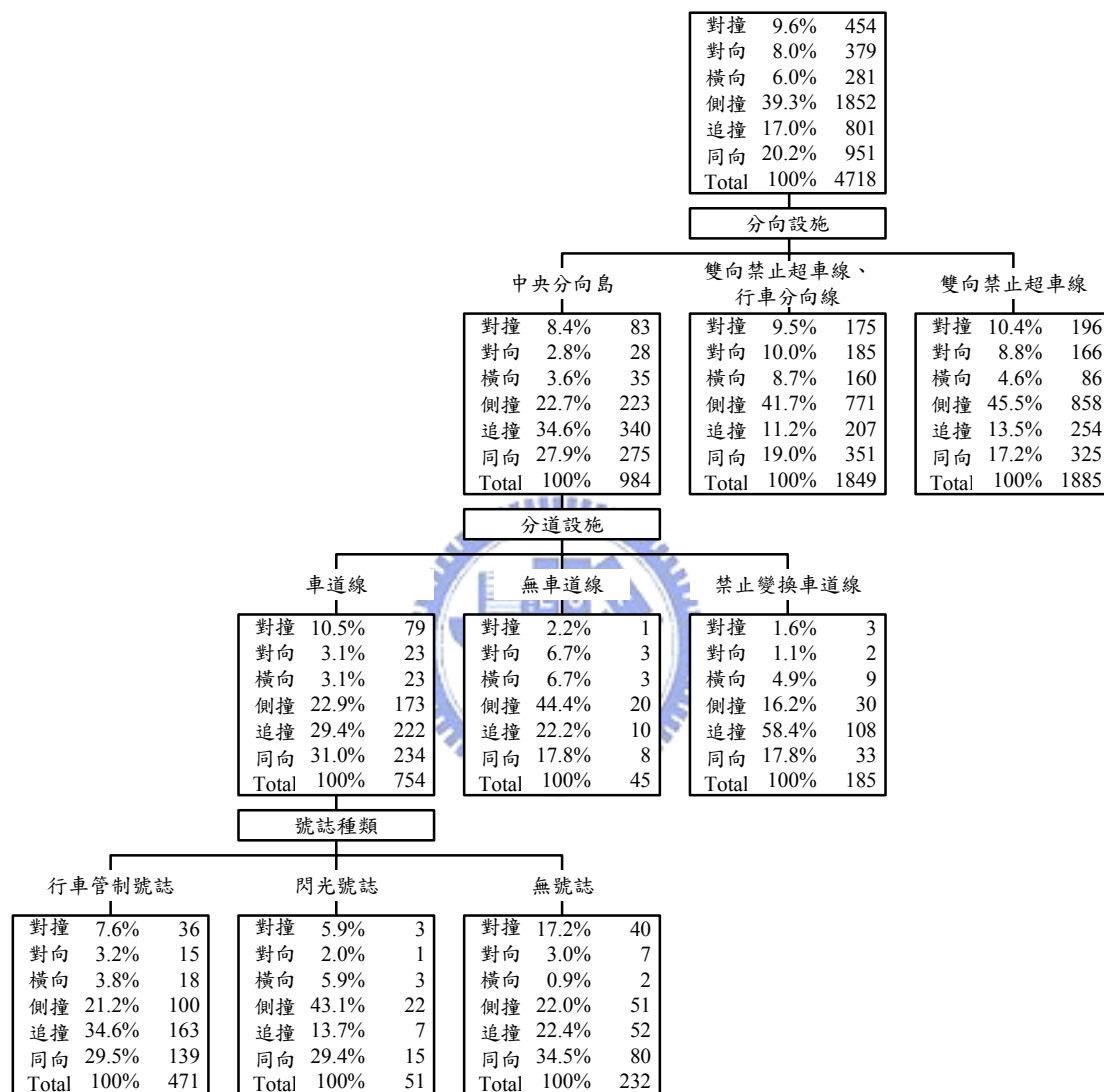 對撞 9.6% 454
對向 8.0% 379
橫向 6.0% 281
側撞 39.3% 1852
追撞 17.0% 801
同向 20.2% 951
Total 100% 4718
分向設施
中央分向島
對撞 8.4% 83
對向 2.8% 28
橫向 3.6% 35
側撞 22.7% 223
追撞 34.6% 340
同向 27.9% 275
Total 100% 984
雙向禁止超車線、
行車分向線
對撞 9.5% 175
對向 10.0% 185
橫向 8.7% 160
側撞 41.7% 771
追撞 11.2% 207
同向 19.0% 351
Total 100% 1849
雙向禁止超車線
對撞 10.4% 196
對向 8.8% 166
橫向 4.6% 86
側撞 45.5% 858
追撞 13.5% 254
同向 17.2% 325
Total 100% 1885
分道設施
車道線
對撞 10.5% 79
對向 3.1% 23
橫向 3.1% 23
側撞 22.9% 173
追撞 29.4% 222
同向 31.0% 234
Total 100% 754
無車道線
對撞 2.2% 1
對向 6.7% 3
橫向 6.7% 3
側撞 44.4% 20
追撞 22.2% 10
同向 17.8% 8
Total 100% 45
禁止變換車道線
對撞 1.6% 3
對向 1.1% 2
橫向 4.9% 9
側撞 16.2% 30
追撞 58.4% 108
同向 17.8% 33
Total 100% 185
號誌種類
行車管制號誌
對撞 7.6% 36
對向 3.2% 15
橫向 3.8% 18
側撞 21.2% 100
追撞 34.6% 163
同向 29.5% 139
Total 100% 471
閃光號誌
對撞 5.9% 3
對向 2.0% 1
橫向 5.9% 3
側撞 43.1% 22
追撞 13.7% 7
同向 29.4% 15
Total 100% 51
無號誌
對撞 17.2% 40
對向 3.0% 7
橫向 0.9% 2
側撞 22.0% 51
追撞 22.4% 52
同向 34.5% 80
Total 100% 232